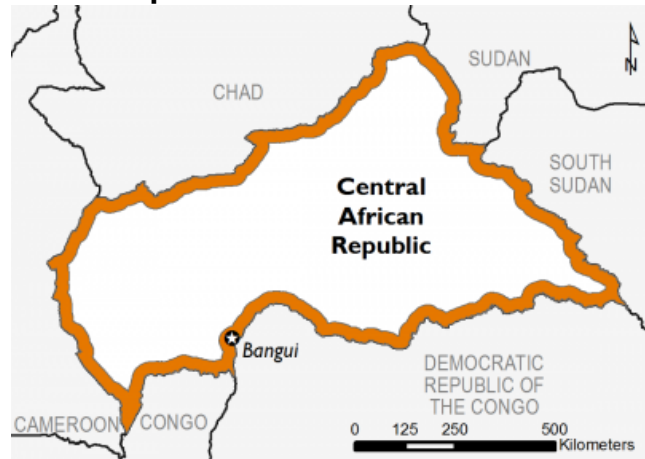 SUDAN
CHAD
N
SOUTH
SUDAN
Central
African
Republic
Bangui
DEMOCRATIC
REPUBLIC OF
THE CONGO
CAMEROON
CONGO
0 125 250 500
Kilometers